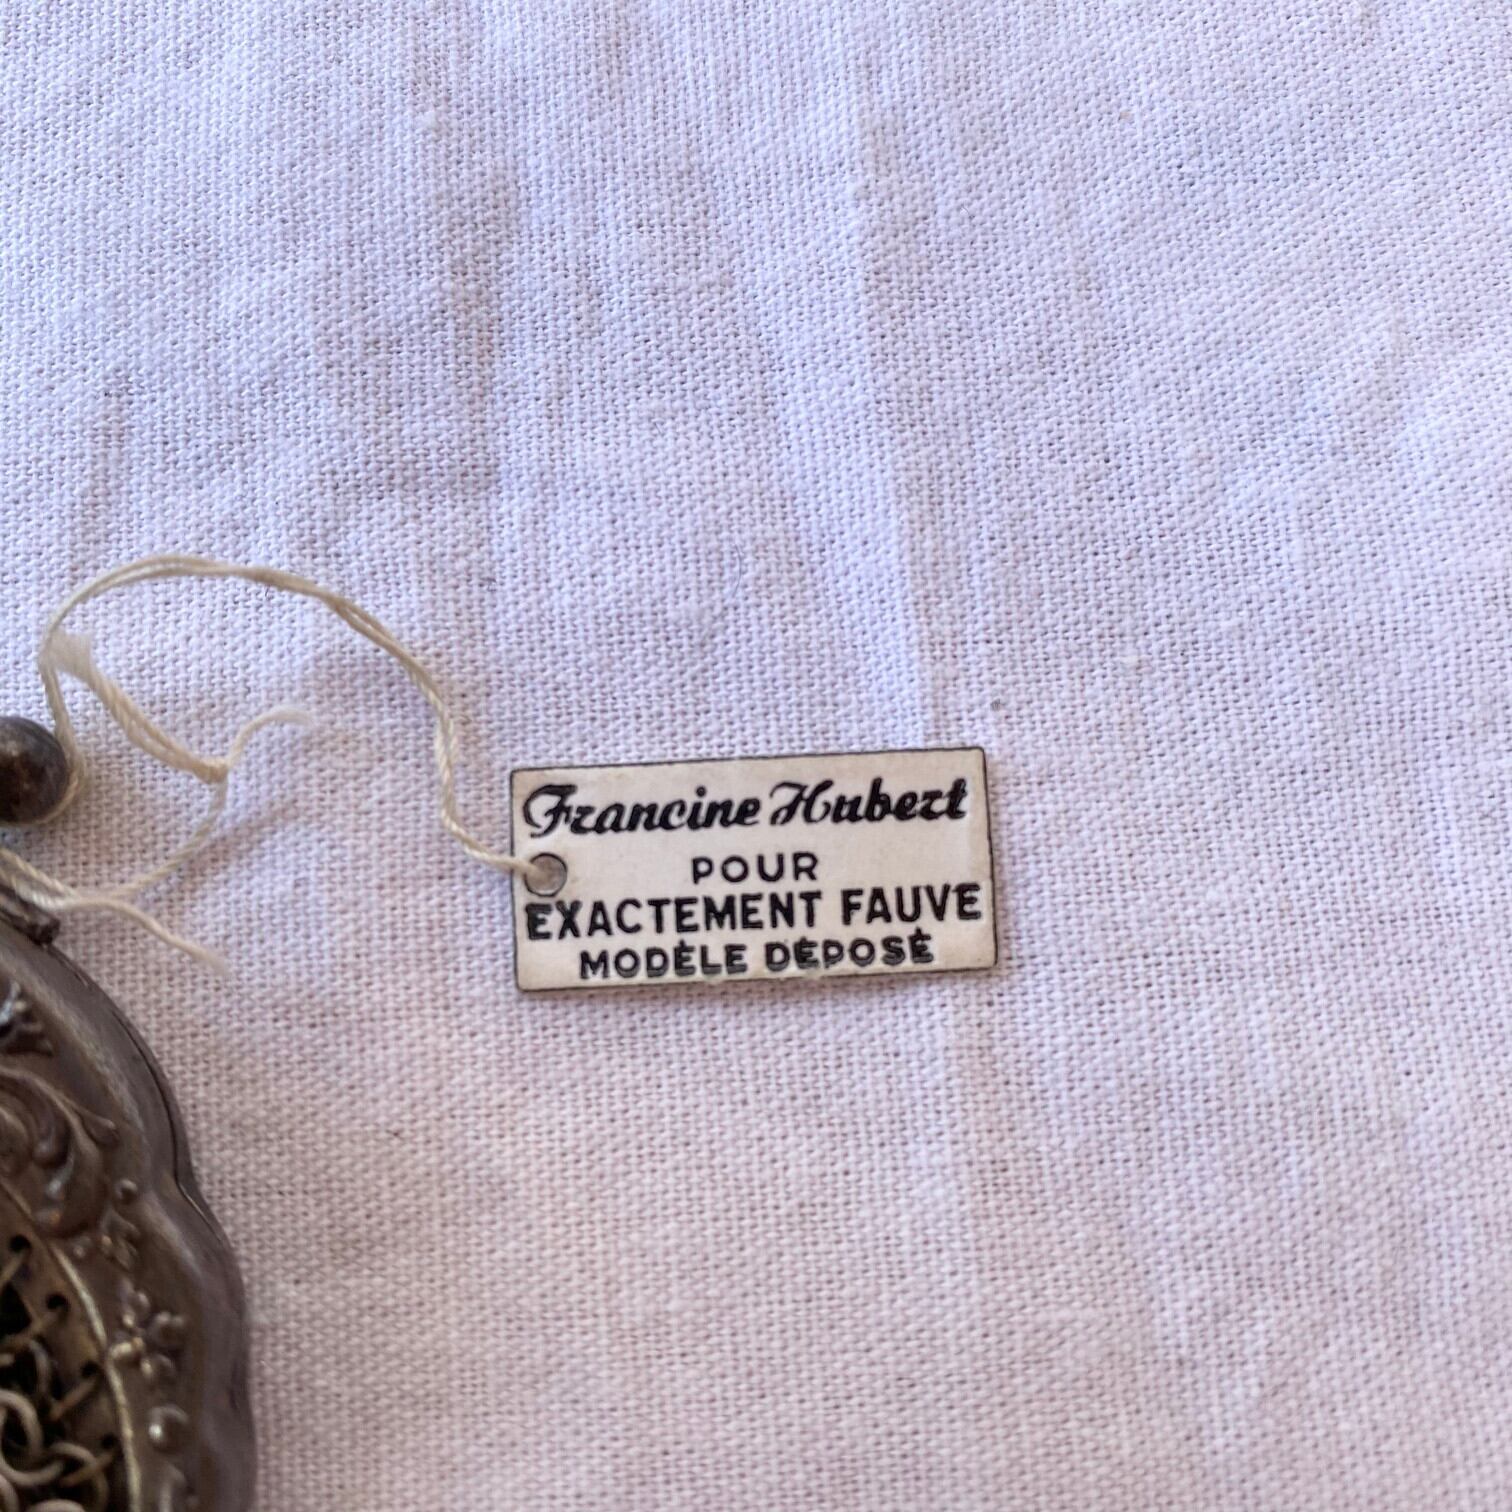 Francine Hubert
POUR
EXACTEMENT FAUVE
MODÈLE DÉPOSÉ